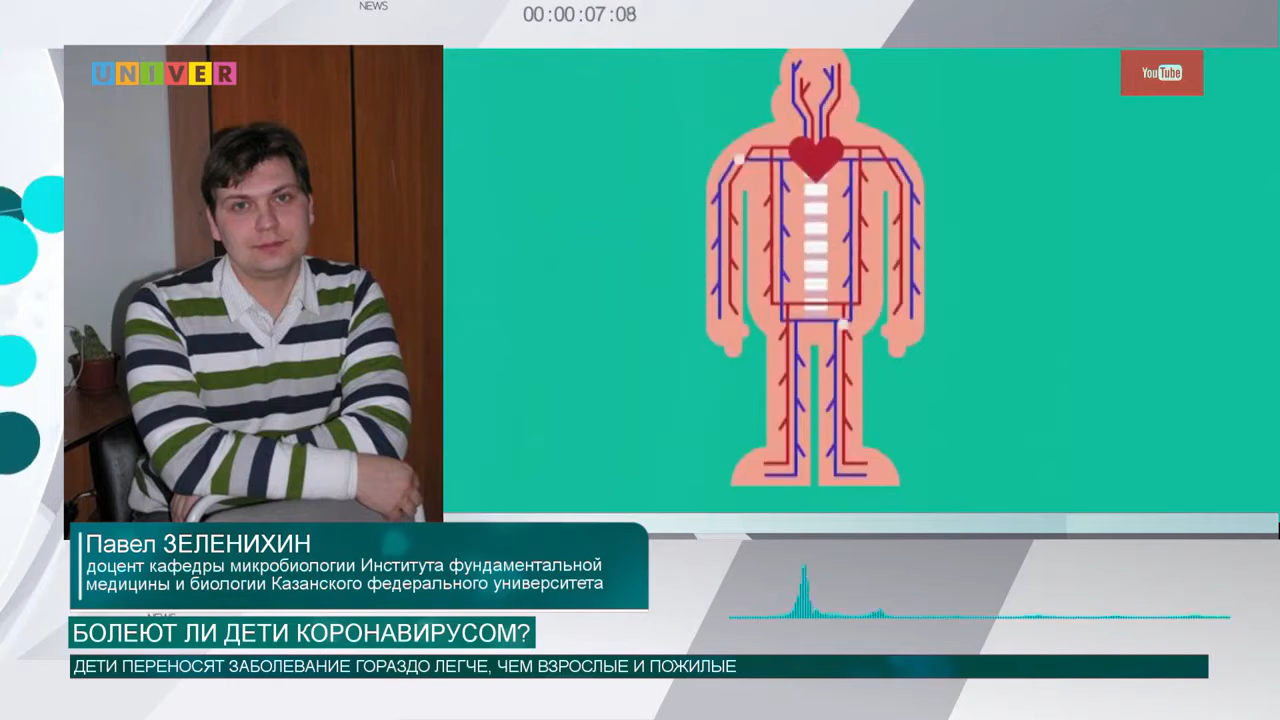 NEWS
00:00:07:08
UNIVER
YouTube
Павел ЗЕЛЕНИХИН
доцент кафедры микробиологии Института фундаментальной
медицины и биологии Казанского федерального университета
NEWS
БОЛЕЮТ ЛИ ДЕТИ КОРОНАВИРУСОМ?
ДЕТИ ПЕРЕНОСЯТ ЗАБОЛЕВАНИЕ ГОРАЗДО ЛЕГЧЕ, ЧЕМ ВЗРОСЛЫЕ И ПОЖИЛЫЕ